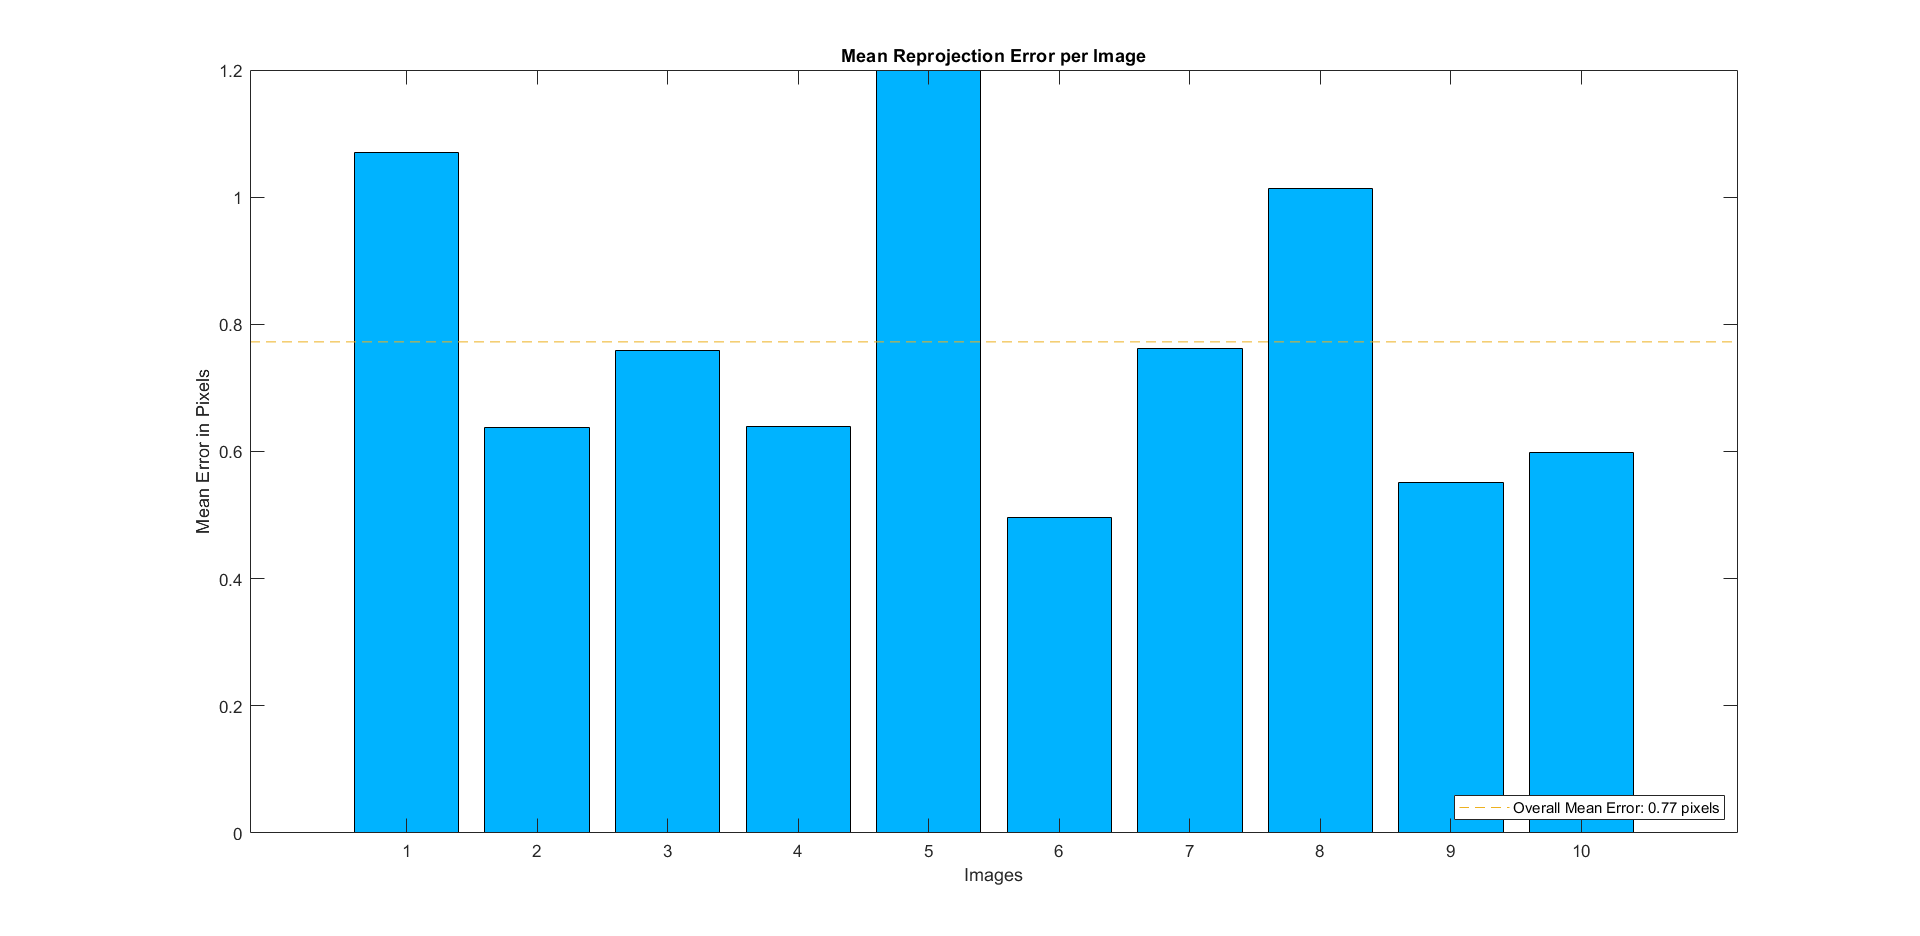 Mean Reprojection Error per Image
1.2
1
0.8
0.6
0.4
0.2
0
Mean Error in Pixels
Overall Mean Error: 0.77 pixels
1 2 3 4 5 6 7 8 9 10
Images